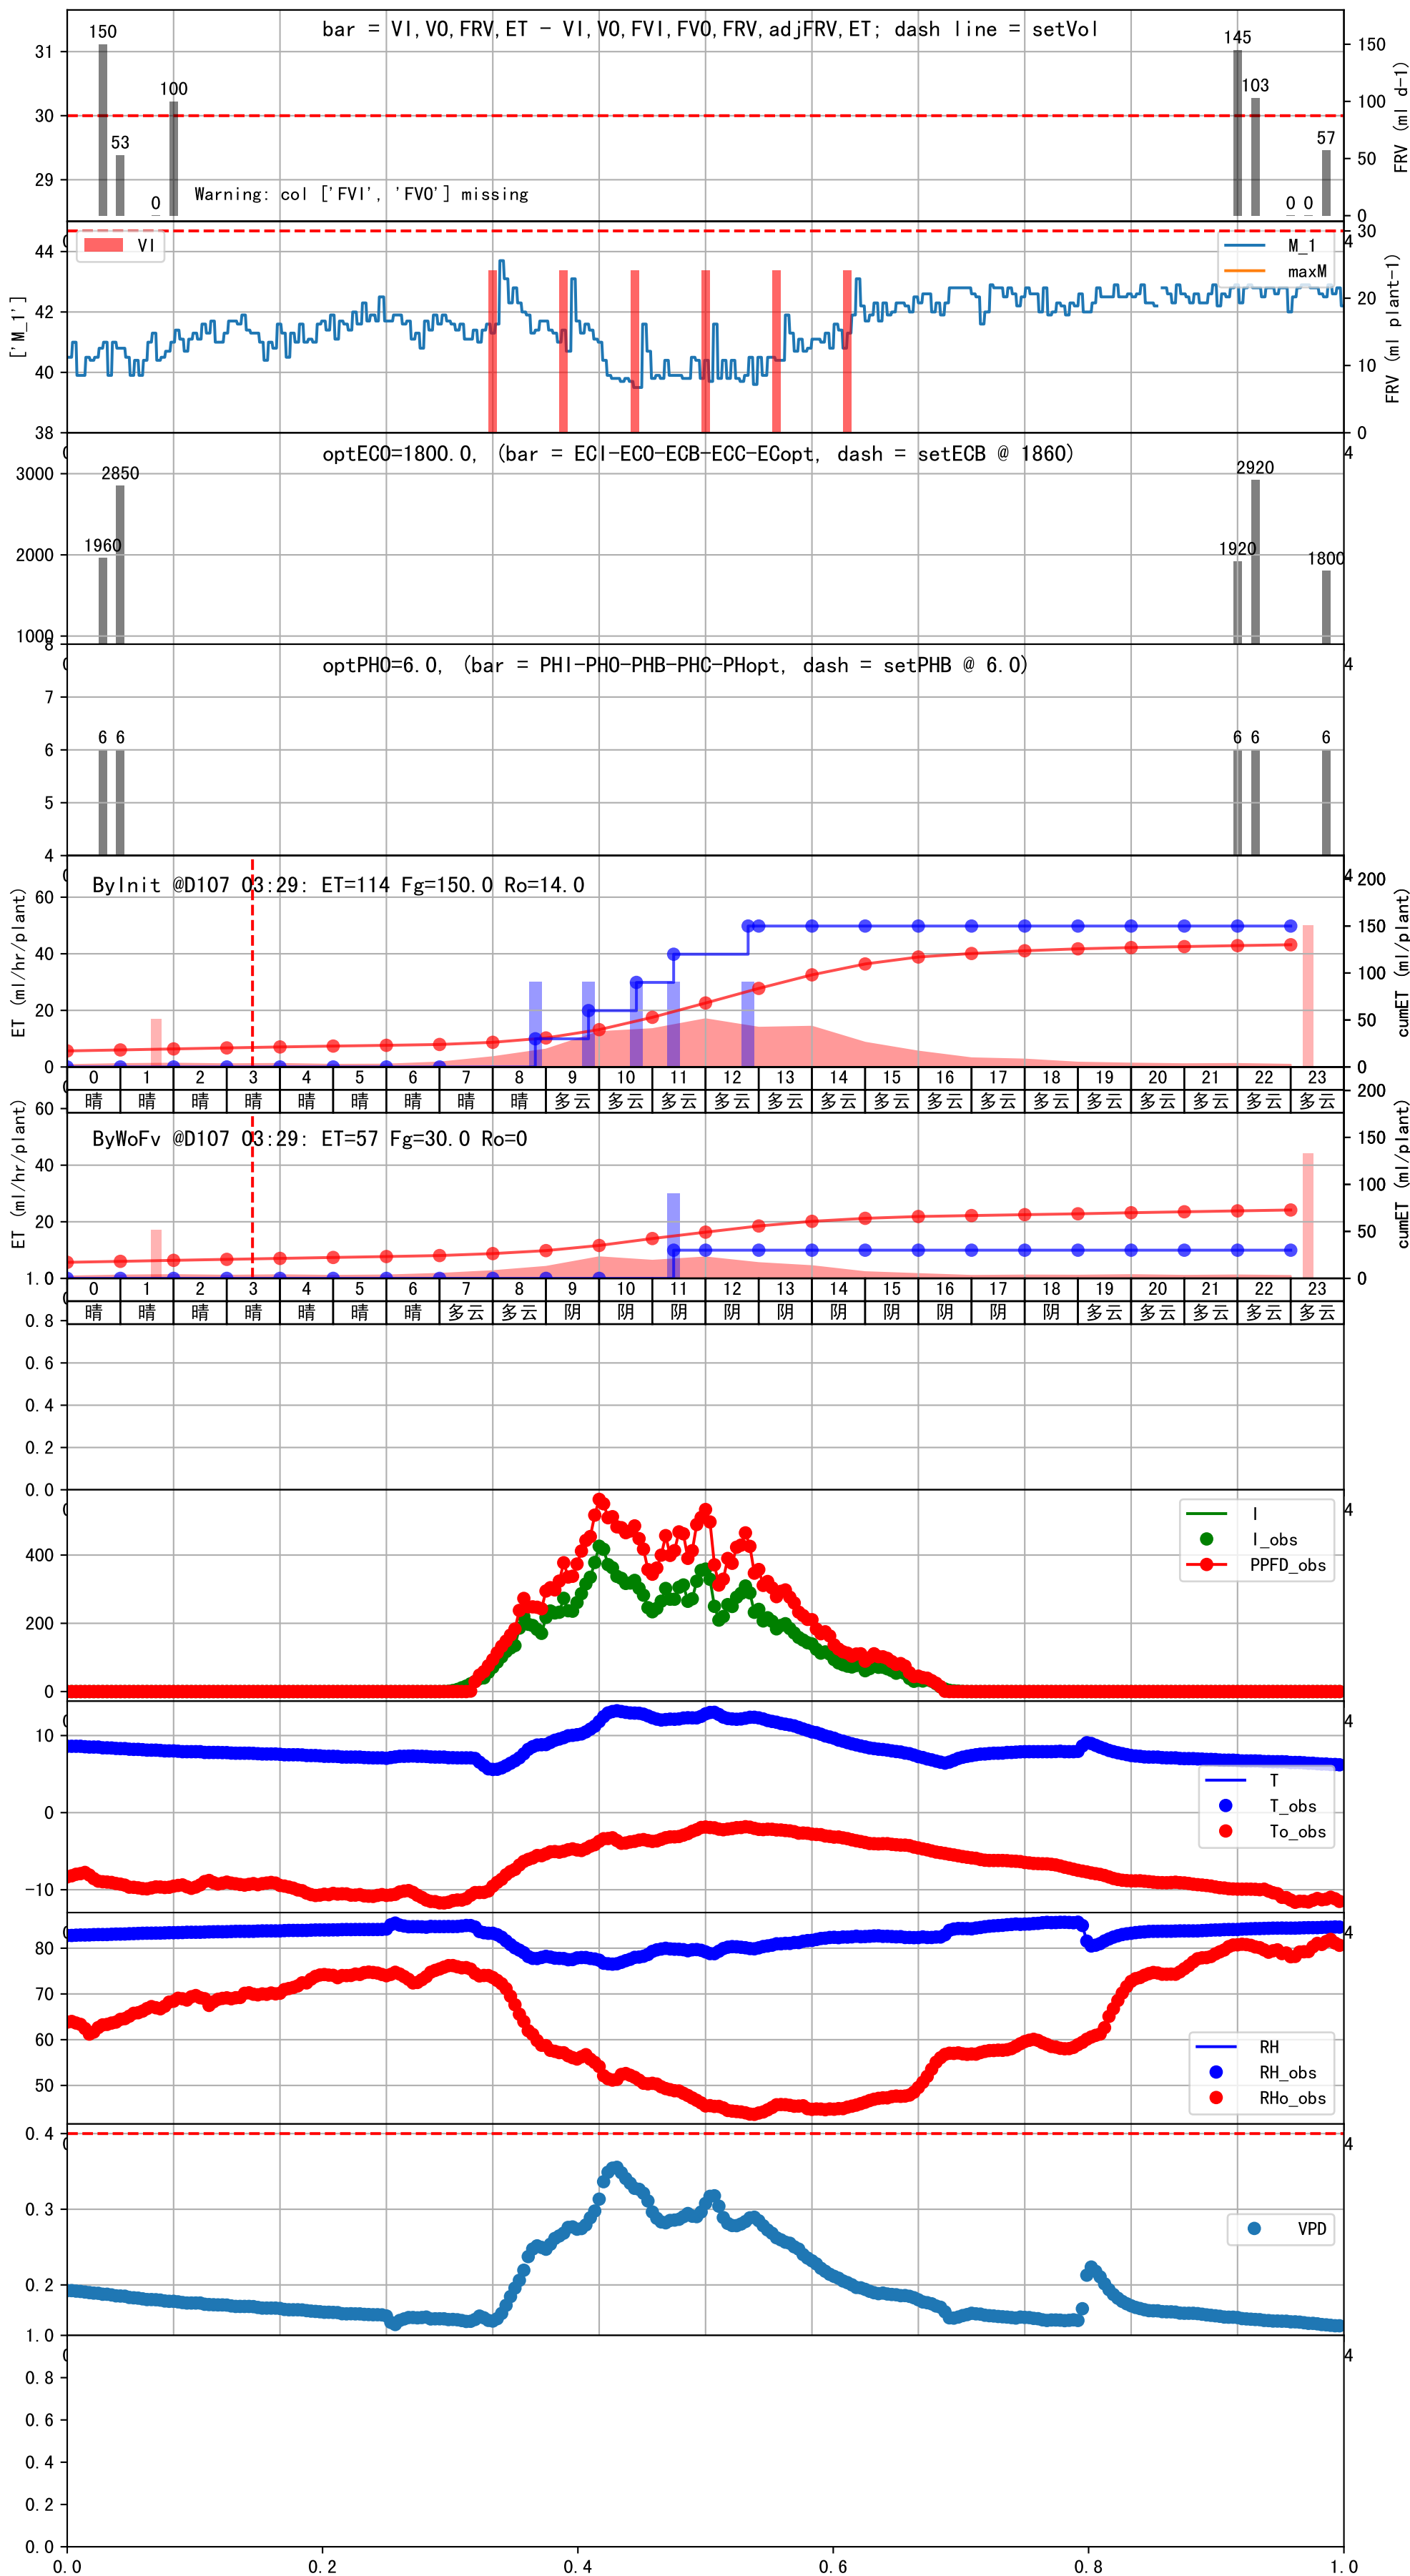 bar = VI,VO,FRV,ET - VI,VO,FVI,FVO,FRV,adjFRV,ET; dash line = setVol
150 53 0 100 145 103 0 0 57
31 30 29
150 100 50 0
FRV (ml d-1)
Warning: col ['FVI', 'FVO'] missing
VI
M_1
maxM
44 42 40 38
['M_1']
30 20 10 0
FRV (ml plant-1)
optECO=1800.0, (bar = ECI-ECO-ECB-ECC-ECopt, dash = setECB @ 1860)
3000 2000 1000
1960 2850 1920 2920 1800
optPHO=6.0, (bar = PHI-PHO-PHB-PHC-PHopt, dash = setPHB @ 6.0)
8 7 6 5 4
6 6 6 6 6
ByInit @D107 03:29: ET=114 Fg=150.0 Ro=14.0
60 40 20 0
ET (ml/hr/plant)
200 150 100 50 0
cumET (ml/plant)
0 1 2 3 4 5 6 7 8 9 10 11 12 13 14 15 16 17 18 19 20 21 22 23
晴 晴 晴 晴 晴 晴 晴 晴 晴 多云 多云 多云 多云 多云 多云 多云 多云 多云 多云 多云 多云 多云 多云 多云
ByWoFv @D107 03:29: ET=57 Fg=30.0 Ro=0
60 40 20
ET (ml/hr/plant)
200 150 100 50 0
cumET (ml/plant)
0 1 2 3 4 5 6 7 8 9 10 11 12 13 14 15 16 17 18 19 20 21 22 23
晴 晴 晴 晴 晴 晴 晴 多云 多云 阴 阴 阴 阴 阴 阴 阴 阴 阴 阴 多云 多云 多云 多云 多云
1.0 0.8 0.6 0.4 0.2 0.0
I
I_obs
PPFD_obs
400 200 0
T
T_obs
To_obs
10 0 −10
RH
RH_obs
RHo_obs
80 70 60 50
VPD
0.4 0.3 0.2
1.0 0.8 0.6 0.4 0.2 0.0
0.0 0.2 0.4 0.6 0.8 1.0